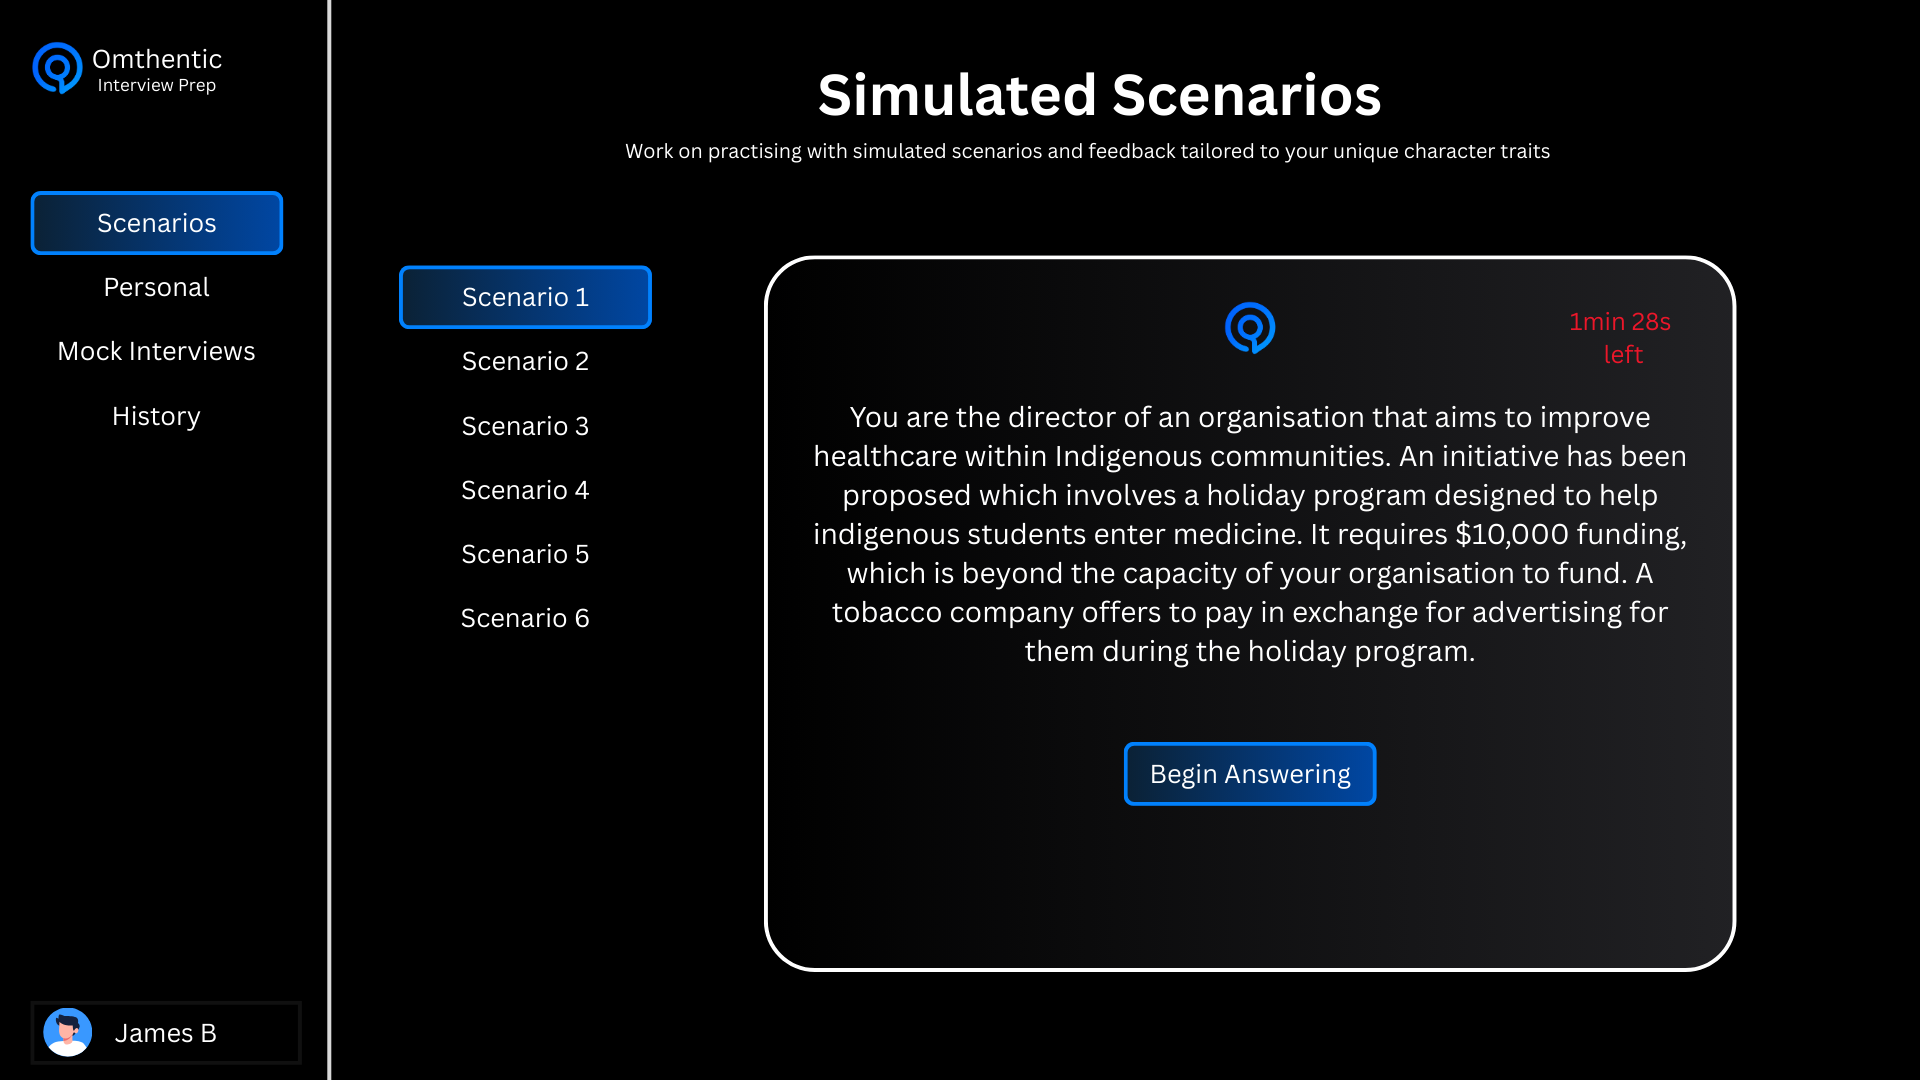 Omthentic
Interview Prep
Scenarios
Personal
Mock Interviews
History
James B
Simulated Scenarios
Work on practising with simulated scenarios and feedback tailored to your unique character traits
Scenario 1
Scenario 2
Scenario 3
Scenario 4
Scenario 5
Scenario 6
1min 28s
left
You are the director of an organisation that aims to improve
healthcare within Indigenous communities. An initiative has been
proposed which involves a holiday program designed to help
indigenous students enter medicine. It requires $10,000 funding,
which is beyond the capacity of your organisation to fund. A
tobacco company offers to pay in exchange for advertising for
them during the holiday program.
Begin Answering